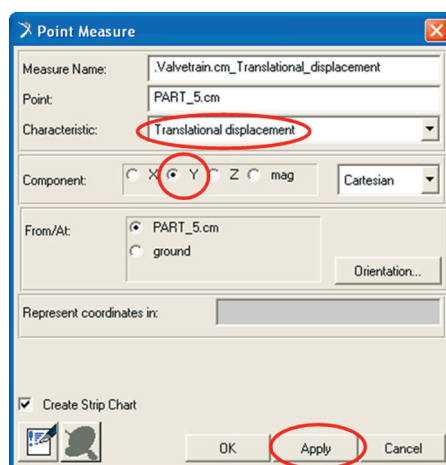 Point Measure
Measure Name: .Valvetrain.cm_Translational_displacement
Point: PART_5.cm
Characteristic: Translational displacement
Component: X Y Z mag Cartesian
From/At: PART_5.cm
ground
Orientation...
Represent coordinates in:
Create Strip Chart
OK Apply Cancel